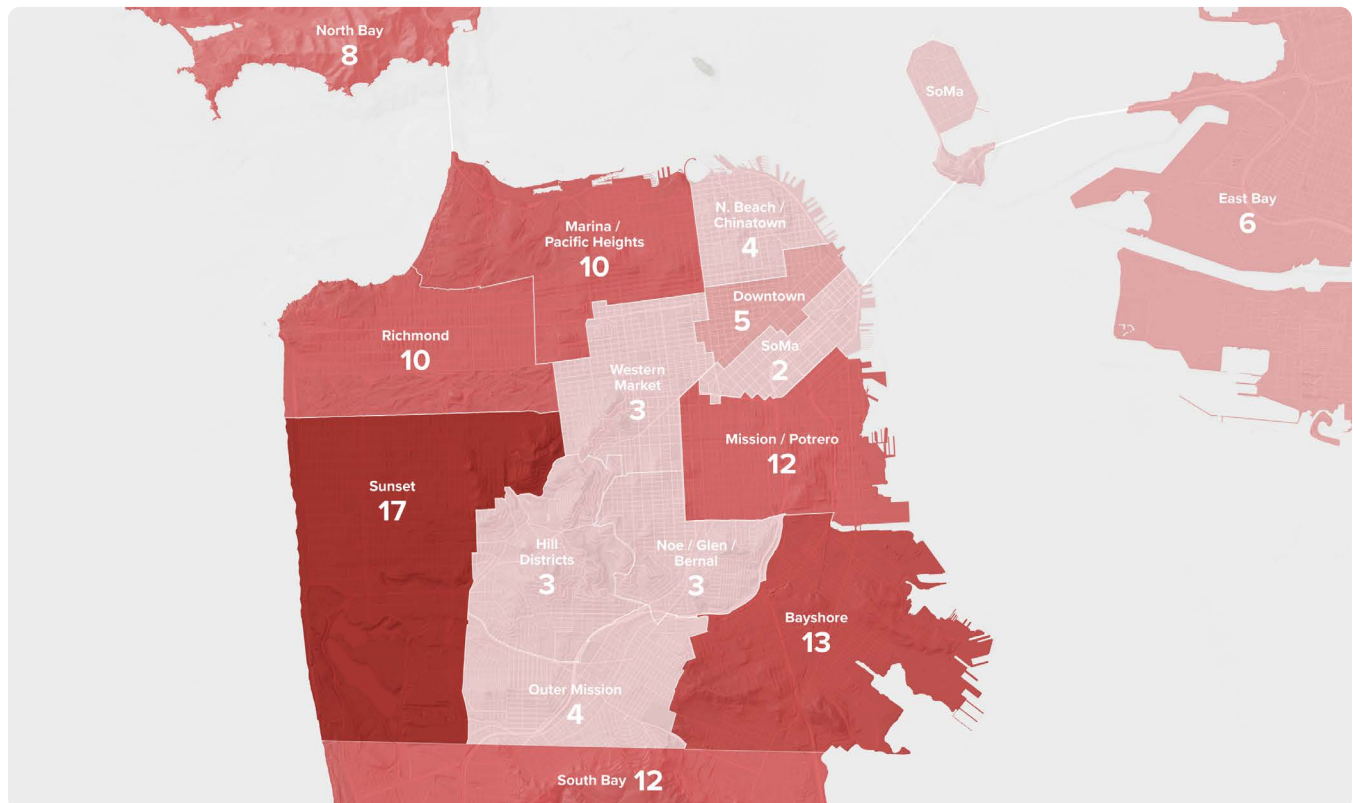 North Bay
8
SoMa
N. Beach /
Chinatown
4
East Bay
6
Marina /
Pacific Heights
10
Downtown
5
Richmond
10
SoMa
2
Western
Market
3
Mission / Potrero
12
Sunset
17
Hill
Districts
3
Noe / Glen /
Bernal
3
Bayshore
13
Outer Mission
4
South Bay 12